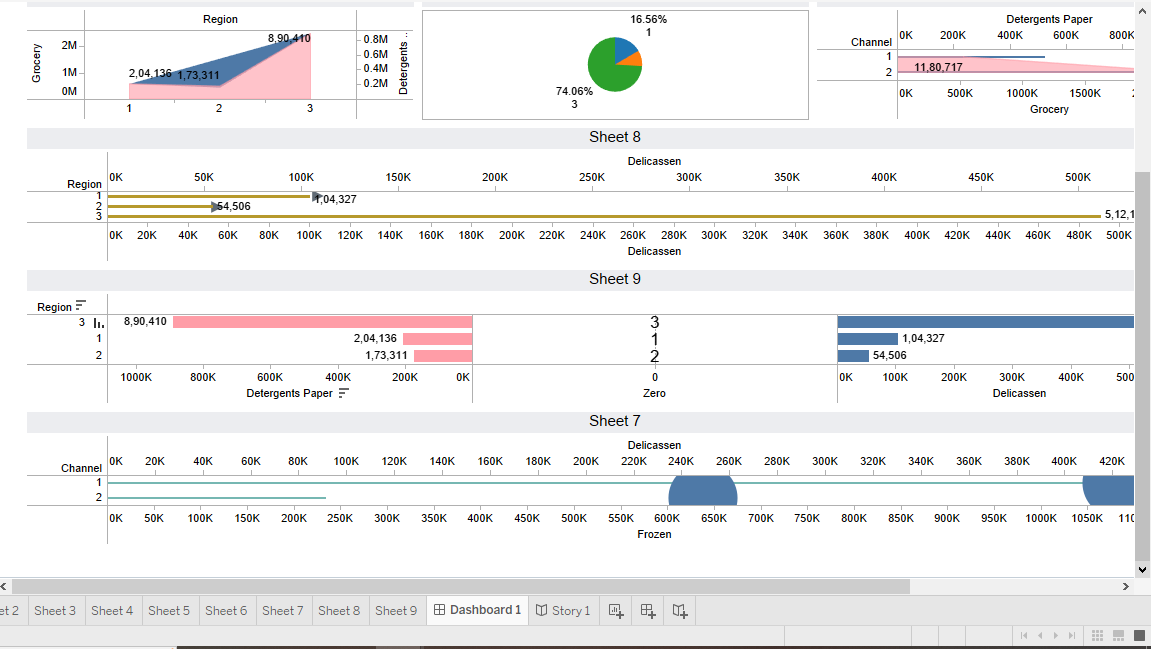 Region
Grocery
2M
1M
0M
8,90,410
2,04,136
1,73,311
0.8M
0.6M
0.4M
0.2M
Detergents ..
1 2 3
16.56%
1
74.06%
3
Detergents Paper
Channel
0K 200K 400K 600K 800K
1
2
11,80,717
0K 500K 1000K 1500K
Grocery
Sheet 8
Delicassen
Region
0K 50K 100K 150K 200K 250K 300K 350K 400K 450K 500K
1 1,04,327
2 54,506
3 5,12,1
0K 20K 40K 60K 80K 100K 120K 140K 160K 180K 200K 220K 240K 260K 280K 300K 320K 340K 360K 380K 400K 420K 440K 460K 480K 500K
Delicassen
Sheet 9
Region
3 8,90,410 3
1 2,04,136 1 1,04,327
2 1,73,311 2 54,506
1000K 800K 600K 400K 200K 0K 0 0K 100K 200K 300K 400K 500
Detergents Paper Zero Delicassen
Sheet 7
Delicassen
Channel
0K 20K 40K 60K 80K 100K 120K 140K 160K 180K 200K 220K 240K 260K 280K 300K 320K 340K 360K 380K 400K 420K
1
2
0K 50K 100K 150K 200K 250K 300K 350K 400K 450K 500K 550K 600K 650K 700K 750K 800K 850K 900K 950K 1000K 1050K 110
Frozen
et 2 Sheet 3 Sheet 4 Sheet 5 Sheet 6 Sheet 7 Sheet 8 Sheet 9 Dashboard 1 Story 1